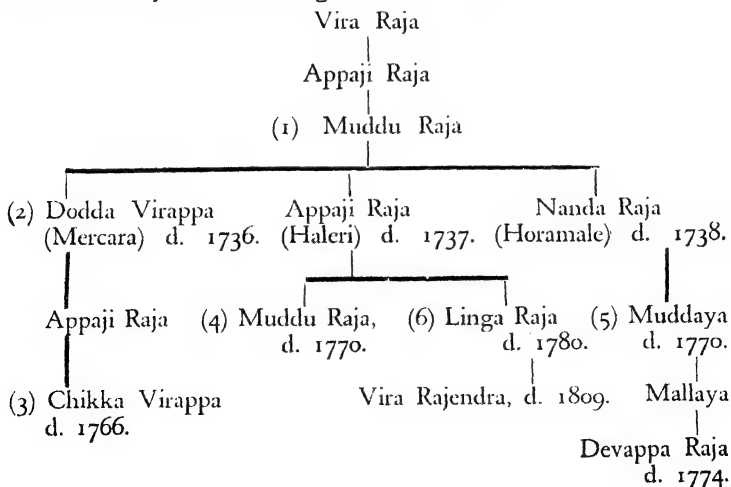 Vira Raja
Appaji Raja
(1) Muddu Raja
(2) Dodda Virappa Appaji Raja Nanda Raja
(Mercara) d. 1736. (Haleri) d. 1737. (Horamale) d. 1738.
Appaji Raja (4) Muddu Raja, (6) Linga Raja (5) Muddaya
d. 1770. d. 1780. d. 1770.
(3) Chikka Virappa Vira Rajendra, d. 1809. Mallaya
d. 1766.
Devappa Raja
d. 1774.